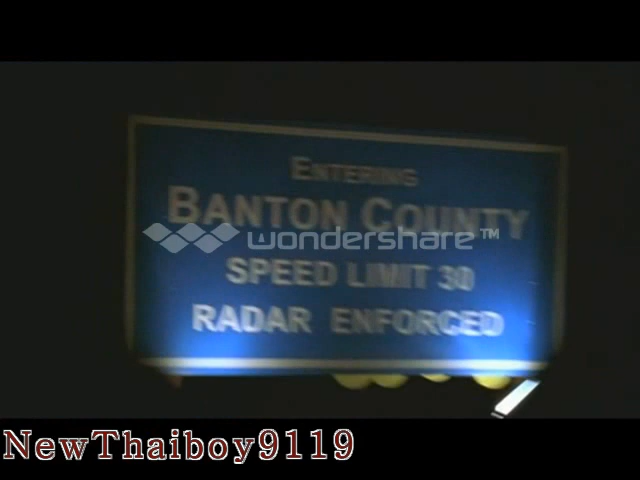 ENTERING
BANTON COUNTY
wondershare™
SPEED LIMIT 30
RADAR ENFORCED
NewThaiboy9119